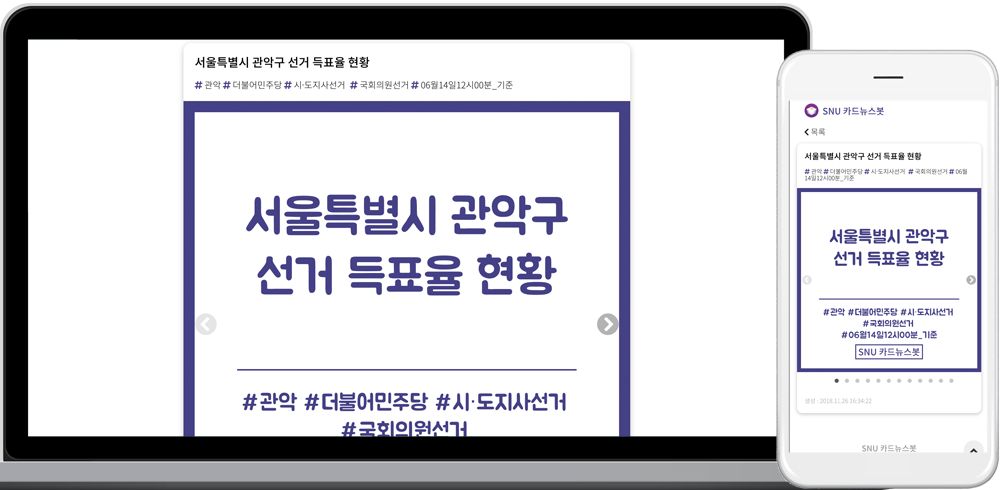 서울특별시 관악구 선거 득표율 현황
# 관악 # 더불어민주당 # 시·도지사선거 # 국회의원선거 # 06월14일12시00분_기준
서울특별시 관악구
선거 득표율 현황
#관악 #더불어민주당 #시·도지사선거
#국회의원선거
SNU 카드뉴스봇
목록
서울특별시 관악구 선거 득표율 현황
# 관악 # 더불어민주당 # 시·도지사선거 # 국회의원선거 # 06월
14일12시00분_기준
서울특별시 관악구
선거 득표율 현황
#관악 #더불어민주당 #시·도지사선거
#국회의원선거
#06월14일12시00분_기준
SNU 카드뉴스봇
생성 : 2018.11.26 16:34:22
SNU 카드뉴스봇